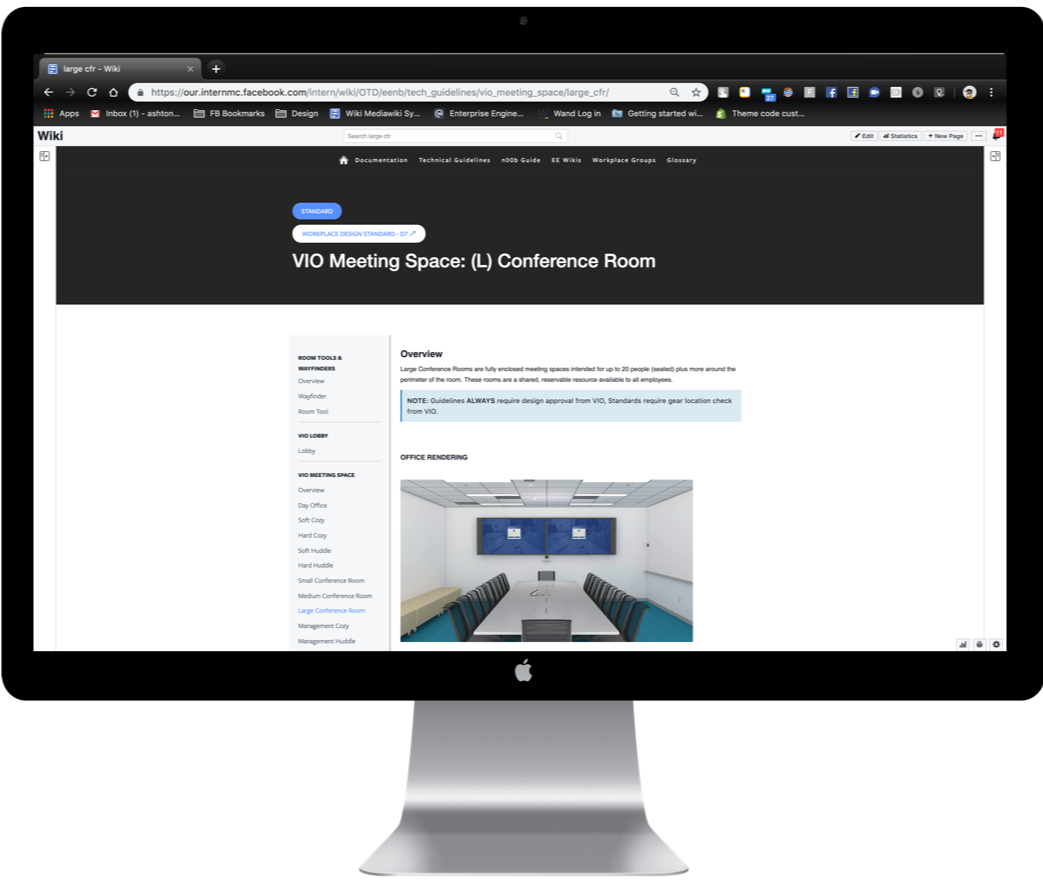 large cfr - Wiki
https://our.internmc.facebook.com/intern/wiki/OTD/eenb/tech_guidelines/vio_meeting_space/large_cfr/
Apps Inbox (1) - ashton... FB Bookmarks Design Wiki Mediawiki Sy... Enterprise Engine... Wand Log in Getting started wi... Theme code cust...
Wiki Search large cfr Edit Statistics + New Page
Documentation Technical Guidelines n00b Guide EE Wikis Workplace Groups Glossary
STANDARD
WORKPLACE DESIGN STANDARD - D7
VIO Meeting Space: (L) Conference Room
ROOM TOOLS &
WAYFINDERS
Overview
Wayfinder
Room Tool
VIO LOBBY
Lobby
VIO MEETING SPACE
Overview
Day Office
Soft Cozy
Hard Cozy
Soft Huddle
Hard Huddle
Small Conference Room
Medium Conference Room
Large Conference Room
Management Cozy
Management Huddle
Overview
Large Conference Rooms are fully enclosed meeting spaces intended for up to 20 people (seated) plus more around the
perimeter of the room. These rooms are a shared, reservable resource available to all employees.
NOTE: Guidelines ALWAYS require design approval from VIO, Standards require gear location check
from VIO.
OFFICE RENDERING